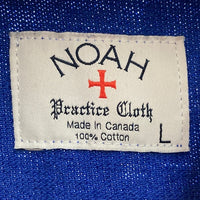 NOAH
Practice Cloth
Made in Canada
100% Cotton
L